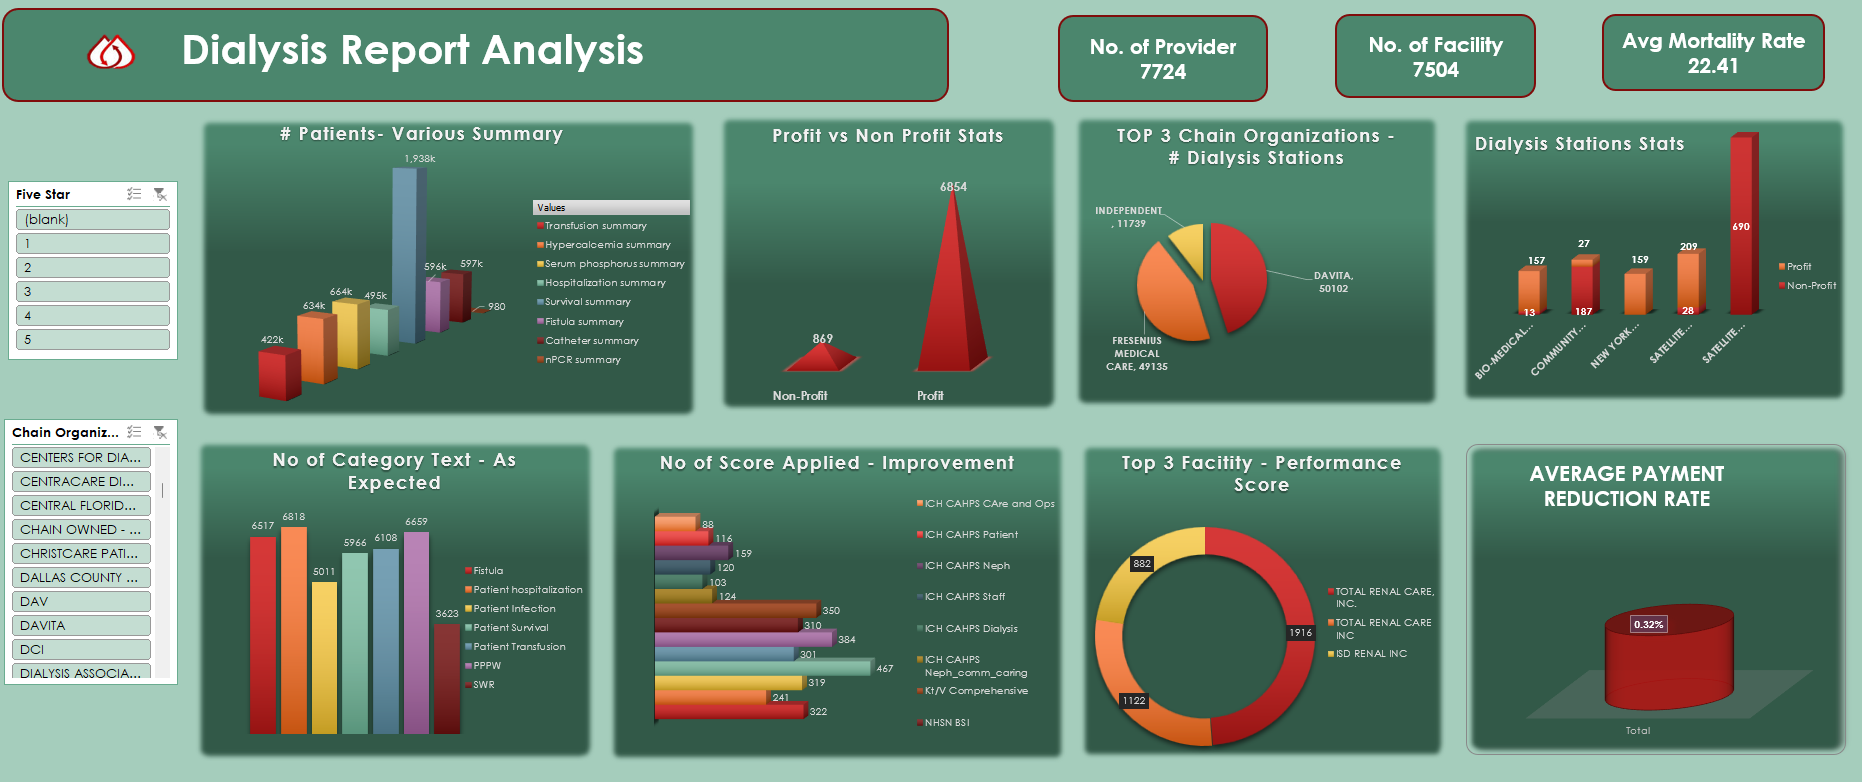 Dialysis Report Analysis
No. of Provider
7724
No. of Facility
7504
Avg Mortality Rate
22.41
Five Star
(blank)
1
2
3
4
5
Chain Organiz...
CENTERS FOR DIA...
CENTRACARE DI...
CENTRAL FLORID...
CHAIN OWNED - ...
CHRISTCARE PATI...
DALLAS COUNTY ...
DAV
DAVITA
DCI
DIALYSIS ASSOCIA...
# Patients- Various Summary
1,938k
422k
634k
664k
495k
596k
597k
980
Values
Transfusion summary
Hypercalcemia summary
Serum phosphorus summary
Hospitalization summary
Survival summary
Fistula summary
Catheter summary
nPCR summary
Profit vs Non Profit Stats
6854
869
Non-Profit
Profit
TOP 3 Chain Organizations -
# Dialysis Stations
INDEPENDENT
, 11739
DAVITA,
50102
FRESENIUS
MEDICAL
CARE, 49135
Dialysis Stations Stats
157
27
159
209
690
13
187
28
Profit
Non-Profit
BIO-MEDICAL...
COMMUNITY...
NEW YORK...
SATELLITE...
SATELLITE...
No of Category Text - As
Expected
6517
6818
5011
5966
6108
6659
3623
Fistula
Patient hospitalization
Patient Infection
Patient Survival
Patient Transfusion
PPPW
SWR
No of Score Applied - Improvement
88
116
159
120
103
124
350
310
384
301
467
319
241
322
ICH CAHPS CAre and Ops
ICH CAHPS Patient
ICH CAHPS Neph
ICH CAHPS Staff
ICH CAHPS Dialysis
ICH CAHPS
Neph_comm_caring
Kt/V Comprehensive
NHSN BSI
Top 3 Facitity - Performance
Score
882
1916
1122
TOTAL RENAL CARE,
INC.
TOTAL RENAL CARE
INC
ISD RENAL INC
AVERAGE PAYMENT
REDUCTION RATE
0.32%
Total